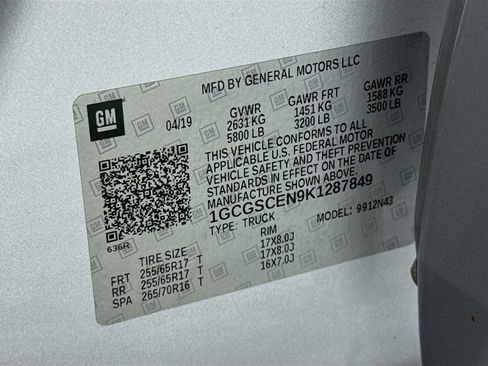 MFD BY GENERAL MOTORS LLC
GM
04/19
GVWR GAWR FRT GAWR RR
2631 KG 1451 KG 1588 KG
5800 LB 3200 LB 3500 LB
THIS VEHICLE CONFORMS TO ALL
APPLICABLE U.S. FEDERAL MOTOR
VEHICLE SAFETY AND THEFT PREVENTION
STANDARDS IN EFFECT ON THE DATE OF
MANUFACTURE SHOWN ABOVE.
1GCGSCEN9K1287849
TYPE: TRUCK MODEL: 9912N43
636R
TIRE SIZE RIM
FRT 255/65R17 T 17X8.0J
RR 255/65R17 T 17X8.0J
SPA 265/70R16 T 16X7.0J